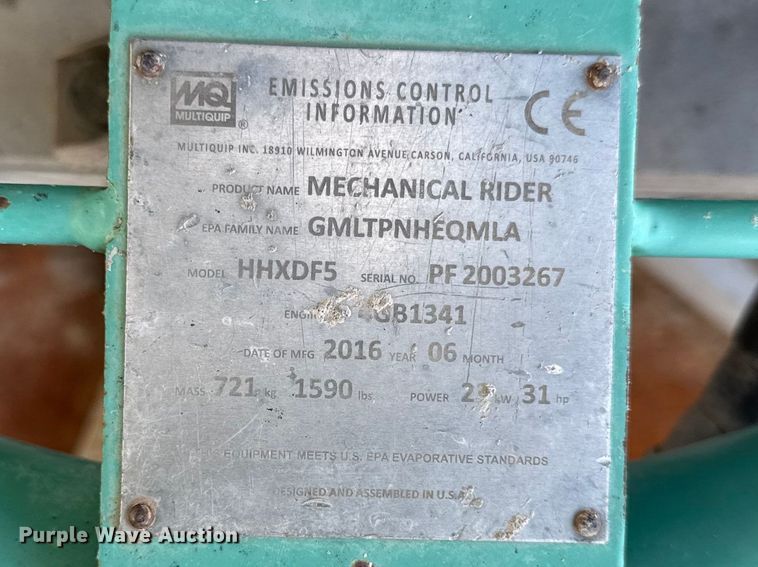 MQ
MULTIQUIP
®
EMISSIONS CONTROL
INFORMATION
CE
MULTIQUIP INC. 18910 WILMINGTON AVENUE CARSON, CALIFORNIA, USA 90746
PRODUCT NAME MECHANICAL RIDER
EPA FAMILY NAME GMLTPNHEQMLA
MODEL HHXDF5 SERIAL NO. PF 2003267
DATE OF MFG 2016 YEAR 06 MONTH
MASS 721 kg 1590 lbs POWER kW 31 hp
THIS EQUIPMENT MEETS U.S. EPA EVAPORATIVE STANDARDS
DESIGNED AND ASSEMBLED IN U.S.A.
Purple Wave Auction